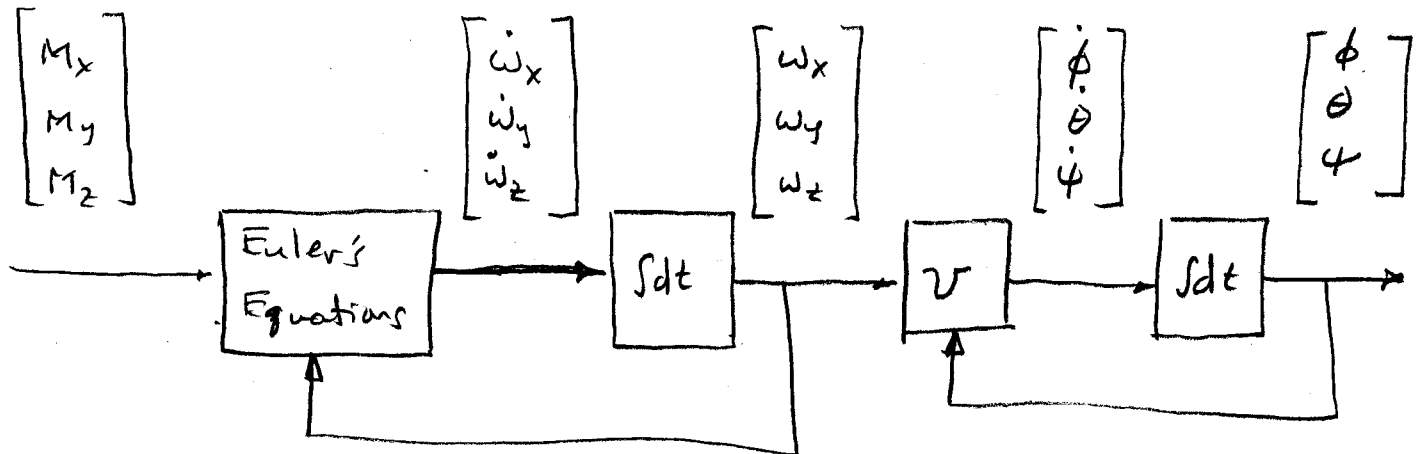 Mx
My
Mz
ω̇x
ω̇y
ω̇z
ωx
ωy
ωz
ϕ̇
θ̇
ψ̇
ϕ
θ
ψ
Euler's
Equations
∫dt
υ
∫dt